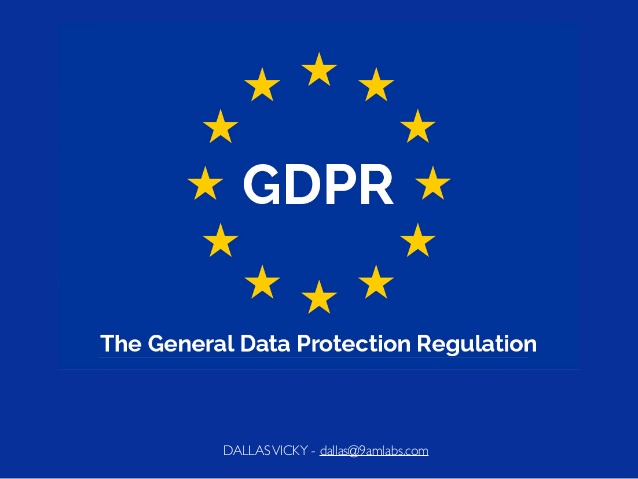 GDPR
The General Data Protection Regulation
DALLAS VICKY - dallas@9amlabs.com